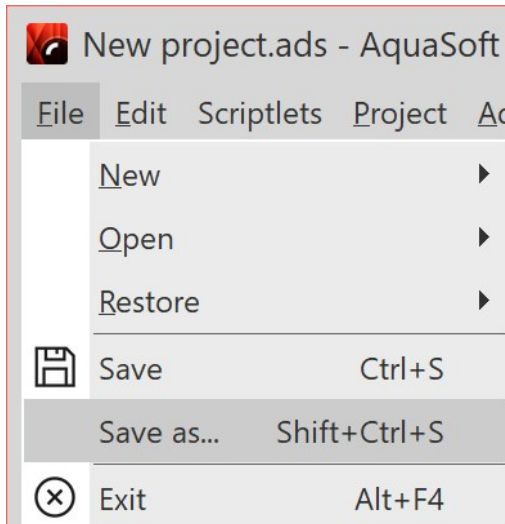 New project.ads - AquaSoft
File Edit Scriptlets Project
New
Open
Restore
Save Ctrl+S
Save as... Shift+Ctrl+S
Exit Alt+F4